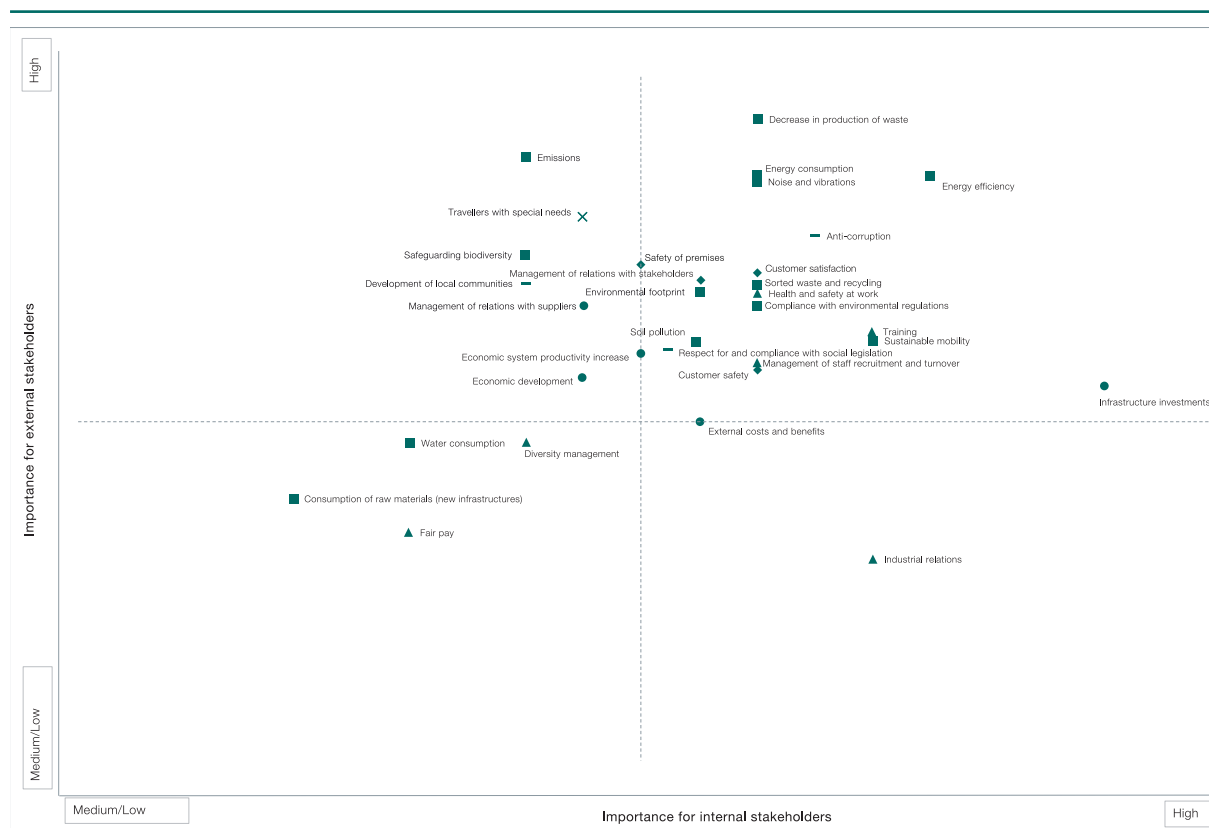 High
Decrease in production of waste
Emissions
Energy consumption
Noise and vibrations
Energy efficiency
Travellers with special needs
Anti-corruption
Safeguarding biodiversity
Safety of premises
Management of relations with stakeholders
Customer satisfaction
Development of local communities
Environmental footprint
Sorted waste and recycling
Health and safety at work
Management of relations with suppliers
Compliance with environmental regulations
Soil pollution
Training
Sustainable mobility
Economic system productivity increase
Respect for and compliance with social legislation
Management of staff recruitment and turnover
Economic development
Customer safety
Infrastructure investments
External costs and benefits
Water consumption
Diversity management
Consumption of raw materials (new infrastructures)
Fair pay
Industrial relations
Importance for external stakeholders
Medium/Low
Medium/Low
Importance for internal stakeholders
High